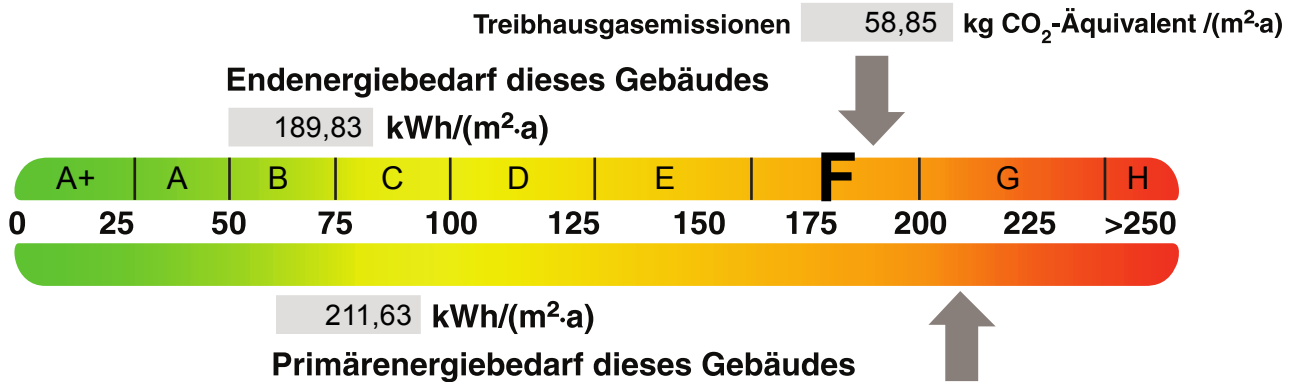 Treibhausgasemissionen 58,85 kg CO₂-Äquivalent /(m²·a)
Endenergiebedarf dieses Gebäudes
189,83 kWh/(m²·a)
A+ A B C D E F G H
0 25 50 75 100 125 150 175 200 225 >250
211,63 kWh/(m²·a)
Primärenergiebedarf dieses Gebäudes